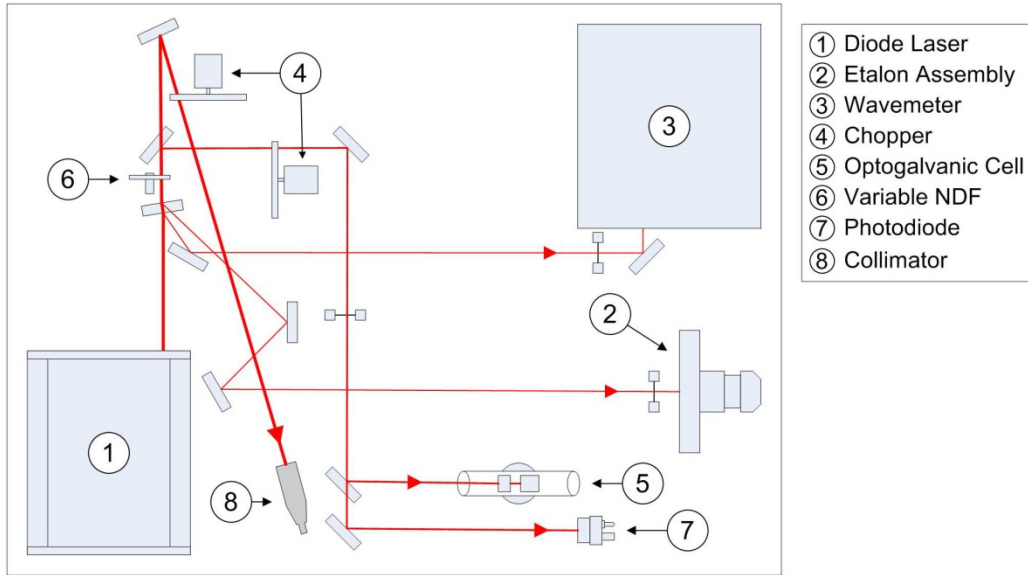 4
3
6
2
1
8
5
7
1 Diode Laser
2 Etalon Assembly
3 Wavemeter
4 Chopper
5 Optogalvanic Cell
6 Variable NDF
7 Photodiode
8 Collimator